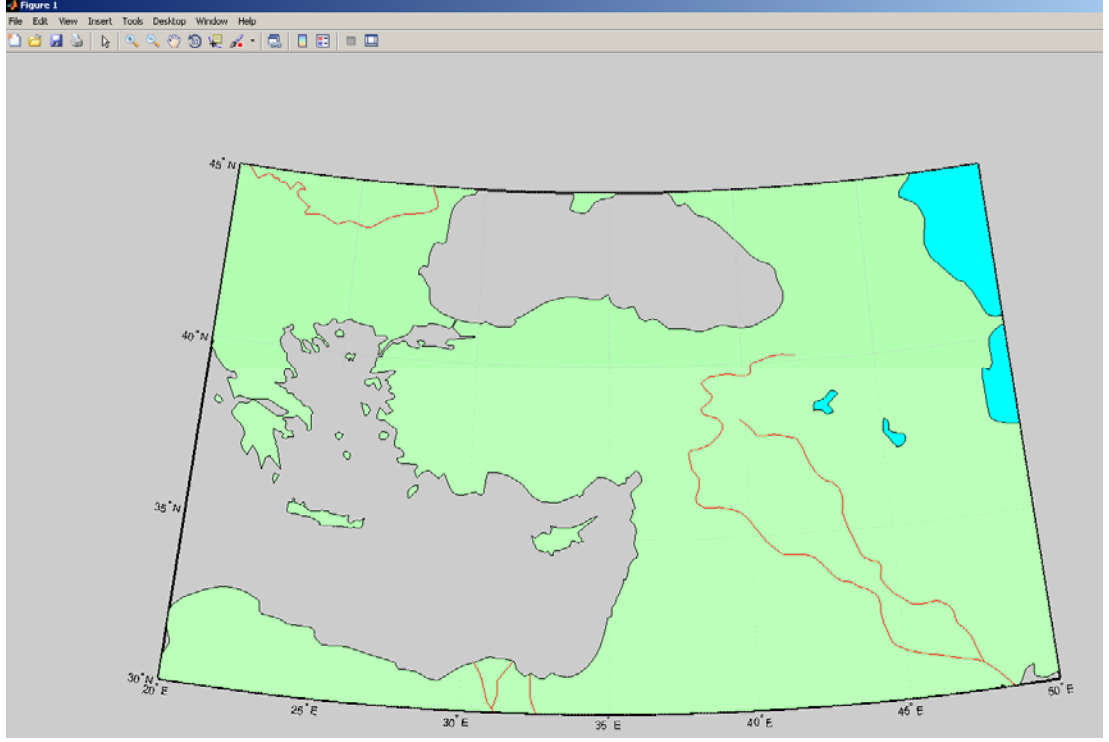 Figure 1
File Edit View Insert Tools Desktop Window Help
45° N
40° N
35° N
30° N
20° E
25° E
30° E
35° E
40° E
45° E
50° E